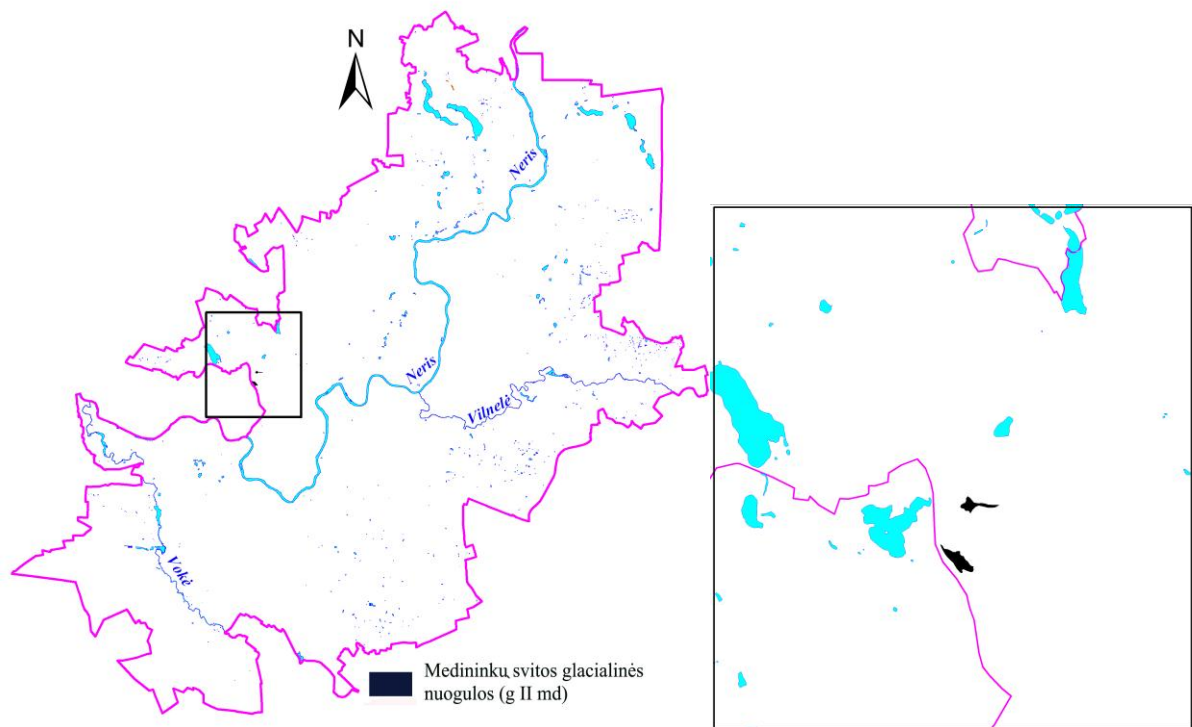 N
Neris
Neris
Vilnelė
Vokė
Medininkų svitos glacialinės
nuogulos (g II md)